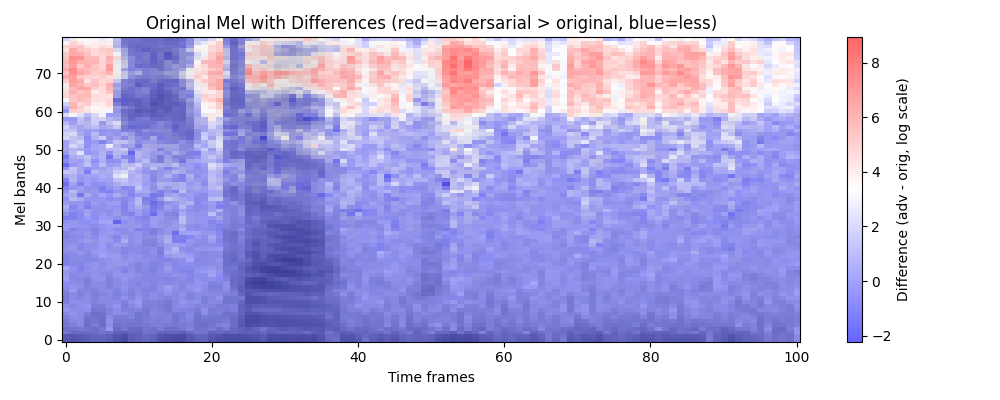 Original Mel with Differences (red=adversarial > original, blue=less)
70
60
50
40
30
20
10
0
Mel bands
0 20 40 60 80 100
Time frames
8
6
4
2
0
−2
Difference (adv - orig, log scale)